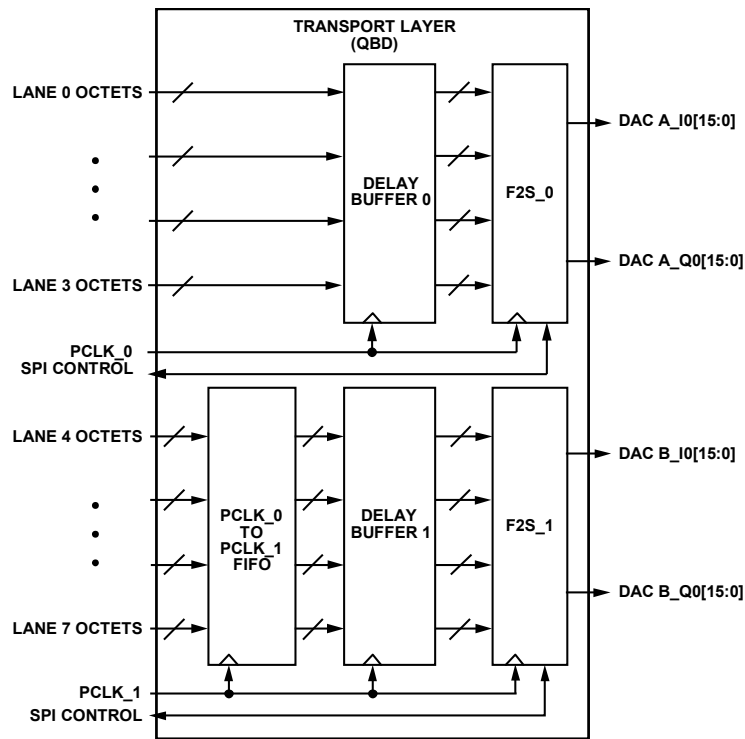 TRANSPORT LAYER
(QBD)
LANE 0 OCTETS
LANE 3 OCTETS
DELAY
BUFFER 0
F2S_0
DAC A_I0[15:0]
DAC A_Q0[15:0]
PCLK_0
SPI CONTROL
LANE 4 OCTETS
LANE 7 OCTETS
PCLK_0
TO
PCLK_1
FIFO
DELAY
BUFFER 1
F2S_1
DAC B_I0[15:0]
DAC B_Q0[15:0]
PCLK_1
SPI CONTROL